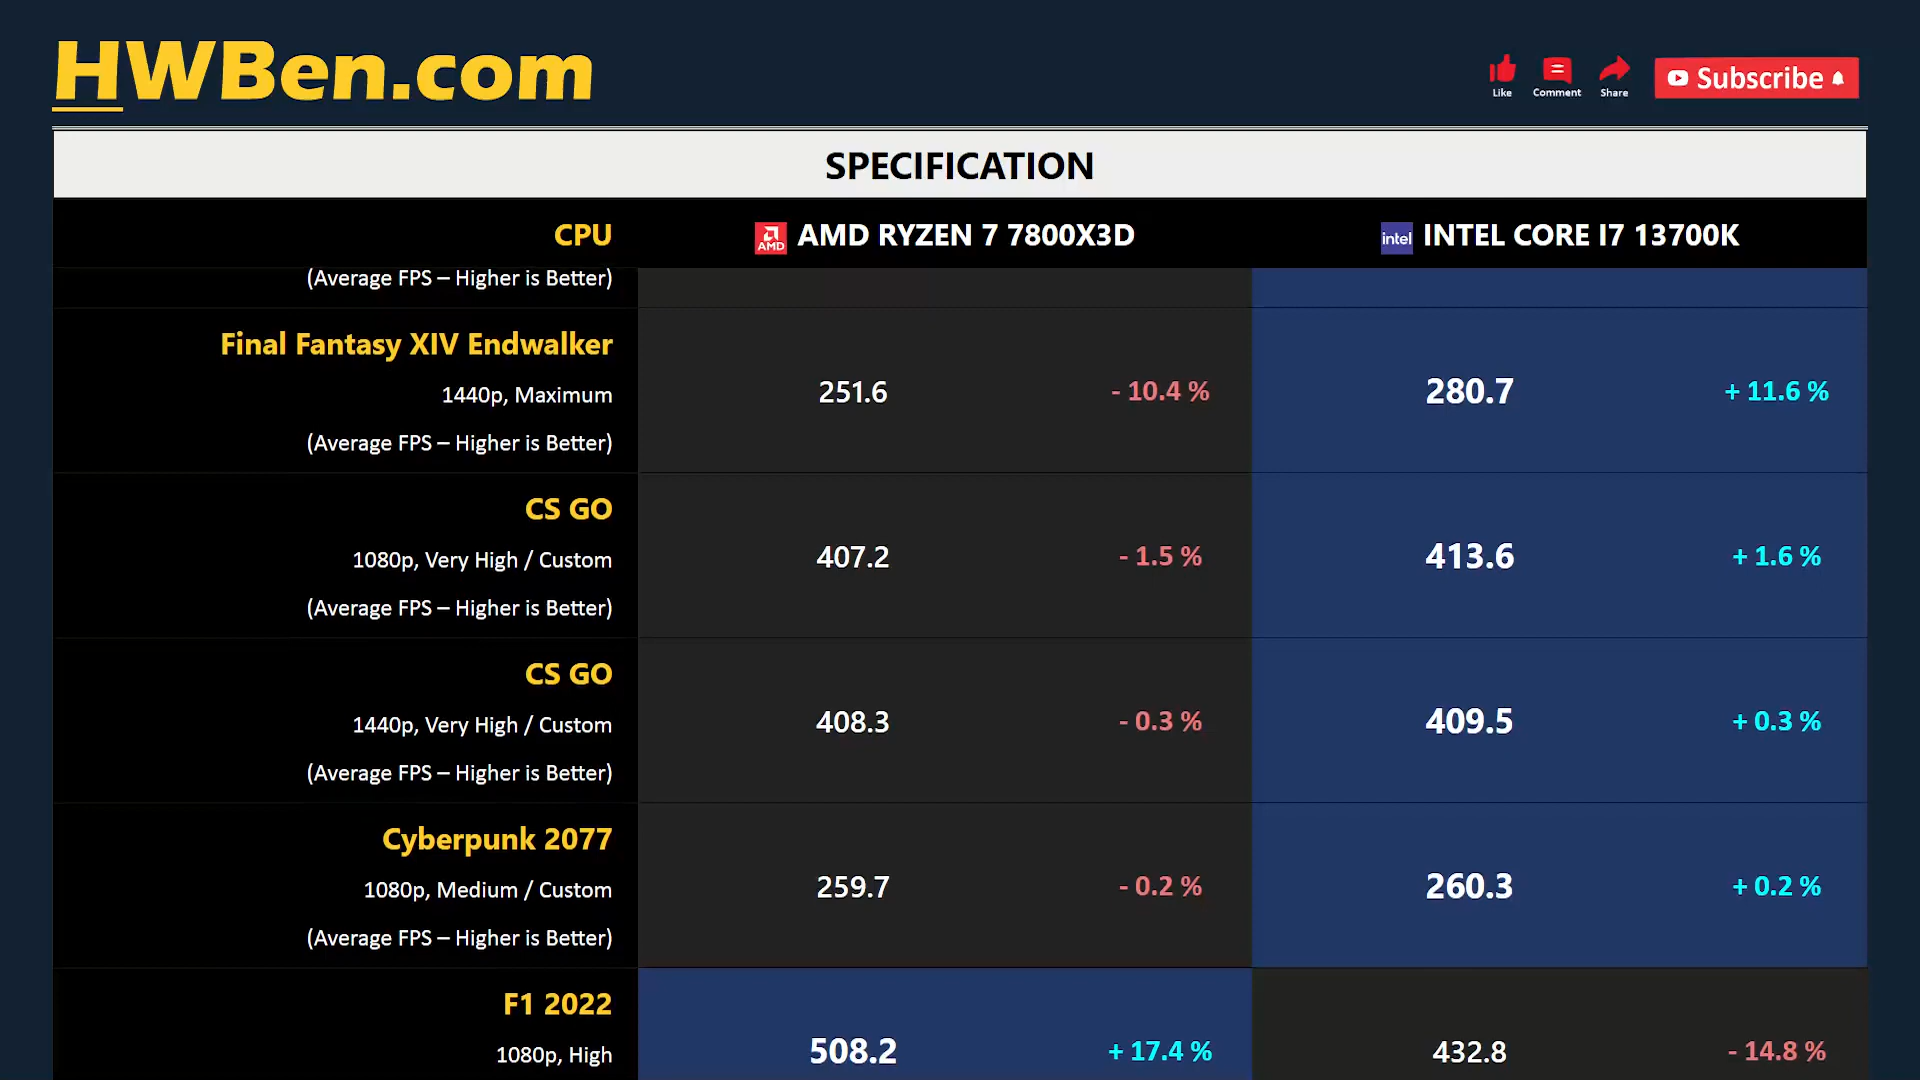 HWBen.com
Like
Comment
Share
Subscribe
SPECIFICATION
CPU
AMD
AMD RYZEN 7 7800X3D
intel
INTEL CORE I7 13700K
(Average FPS – Higher is Better)
Final Fantasy XIV Endwalker
1440p, Maximum
(Average FPS – Higher is Better)
251.6
- 10.4 %
280.7
+ 11.6 %
CS GO
1080p, Very High / Custom
(Average FPS – Higher is Better)
407.2
- 1.5 %
413.6
+ 1.6 %
CS GO
1440p, Very High / Custom
(Average FPS – Higher is Better)
408.3
- 0.3 %
409.5
+ 0.3 %
Cyberpunk 2077
1080p, Medium / Custom
(Average FPS – Higher is Better)
259.7
- 0.2 %
260.3
+ 0.2 %
F1 2022
1080p, High
508.2
+ 17.4 %
432.8
- 14.8 %